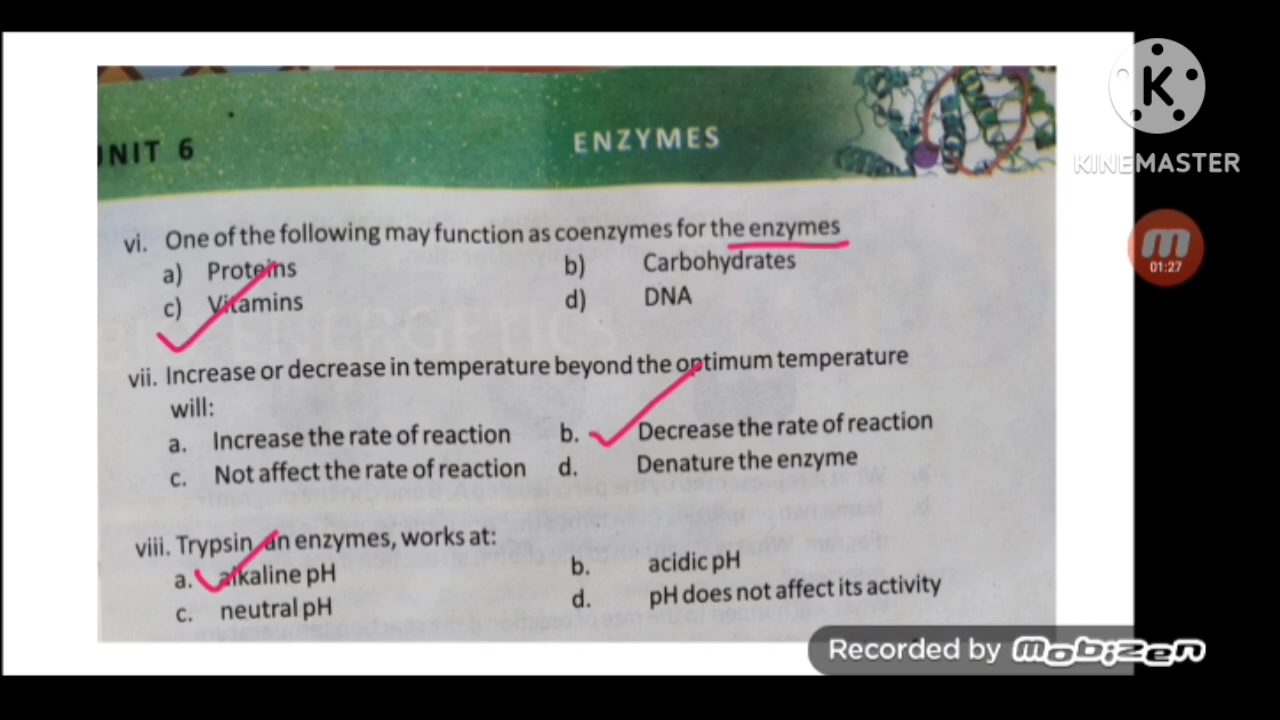 UNIT 6
ENZYMES
K
KINEMASTER
01:27
vi. One of the following may function as coenzymes for the enzymes
a) Proteins b) Carbohydrates
c) Vitamins d) DNA
vii. Increase or decrease in temperature beyond the optimum temperature
will:
a. Increase the rate of reaction b. Decrease the rate of reaction
c. Not affect the rate of reaction d. Denature the enzyme
viii. Trypsin, an enzymes, works at:
a. alkaline pH b. acidic pH
c. neutral pH d. pH does not affect its activity
Recorded by mobizen